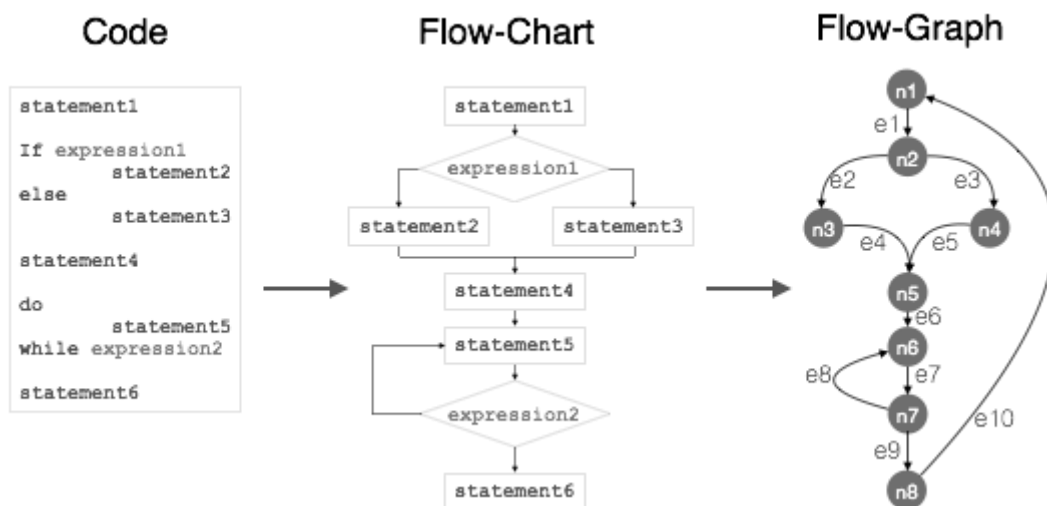 Code
statement1
If expression1
statement2
else
statement3
statement4
do
statement5
while expression2
statement6
Flow-Chart
statement1
expression1
statement2
statement3
statement4
statement5
expression2
statement6
Flow-Graph
n1
e1
n2
e2
e3
n3
n4
e4
e5
n5
e6
n6
e8
e7
n7
e9
e10
n8